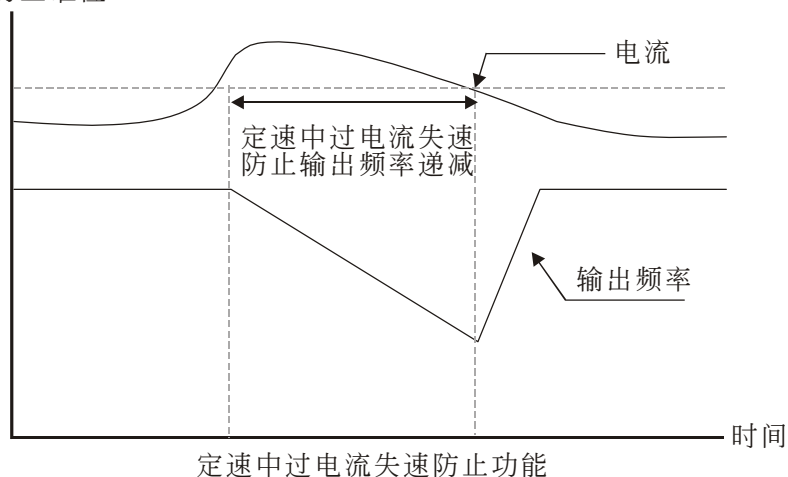 电流
定速中过电流失速
防止输出频率递减
输出频率
时间
定速中过电流失速防止功能